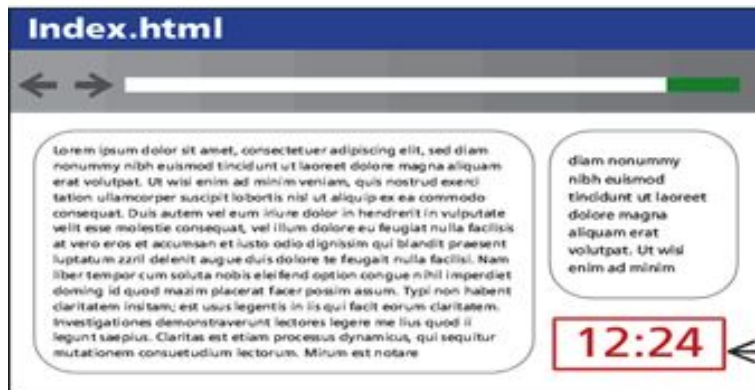 Index.html
Lorem ipsum dolor sit amet, consectetuer adipiscing elit, sed diam
nonummy nibh euismod tincidunt ut laoreet dolore magna aliquam
erat volutpat. Ut wisi enim ad minim veniam, quis nostrud exerci
tation ullamcorper suscipit lobortis nisl ut aliquip ex ea commodo
consequat. Duis autem vel eum iriure dolor in hendrerit in vulputate
velit esse molestie consequat, vel illum dolore eu feugiat nulla facilisis
at vero eros et accumsan et iusto odio dignissim qui blandit praesent
luptatum zzril delenit augue duis dolore te feugait nulla facilisi. Nam
liber tempor cum soluta nobis eleifend option congue nihil imperdiet
doming id quod mazim placerat facer possim assum. Typi non habent
claritatem insitam; est usus legentis in iis qui facit eorum claritatem.
Investigationes demonstraverunt lectores legere me lius quod ii
legunt saepius. Claritas est etiam processus dynamicus, qui sequitur
mutationem consuetudium lectorum. Mirum est notare
diam nonummy
nibh euismod
tincidunt ut laoreet
dolore magna
aliquam erat
volutpat. Ut wisi
enim ad minim
12:24